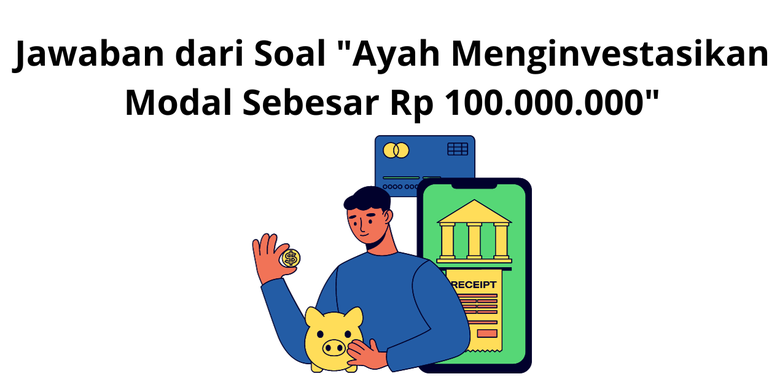 Jawaban dari Soal "Ayah Menginvestasikan
Modal Sebesar Rp 100.000.000"
RECEIPT
$